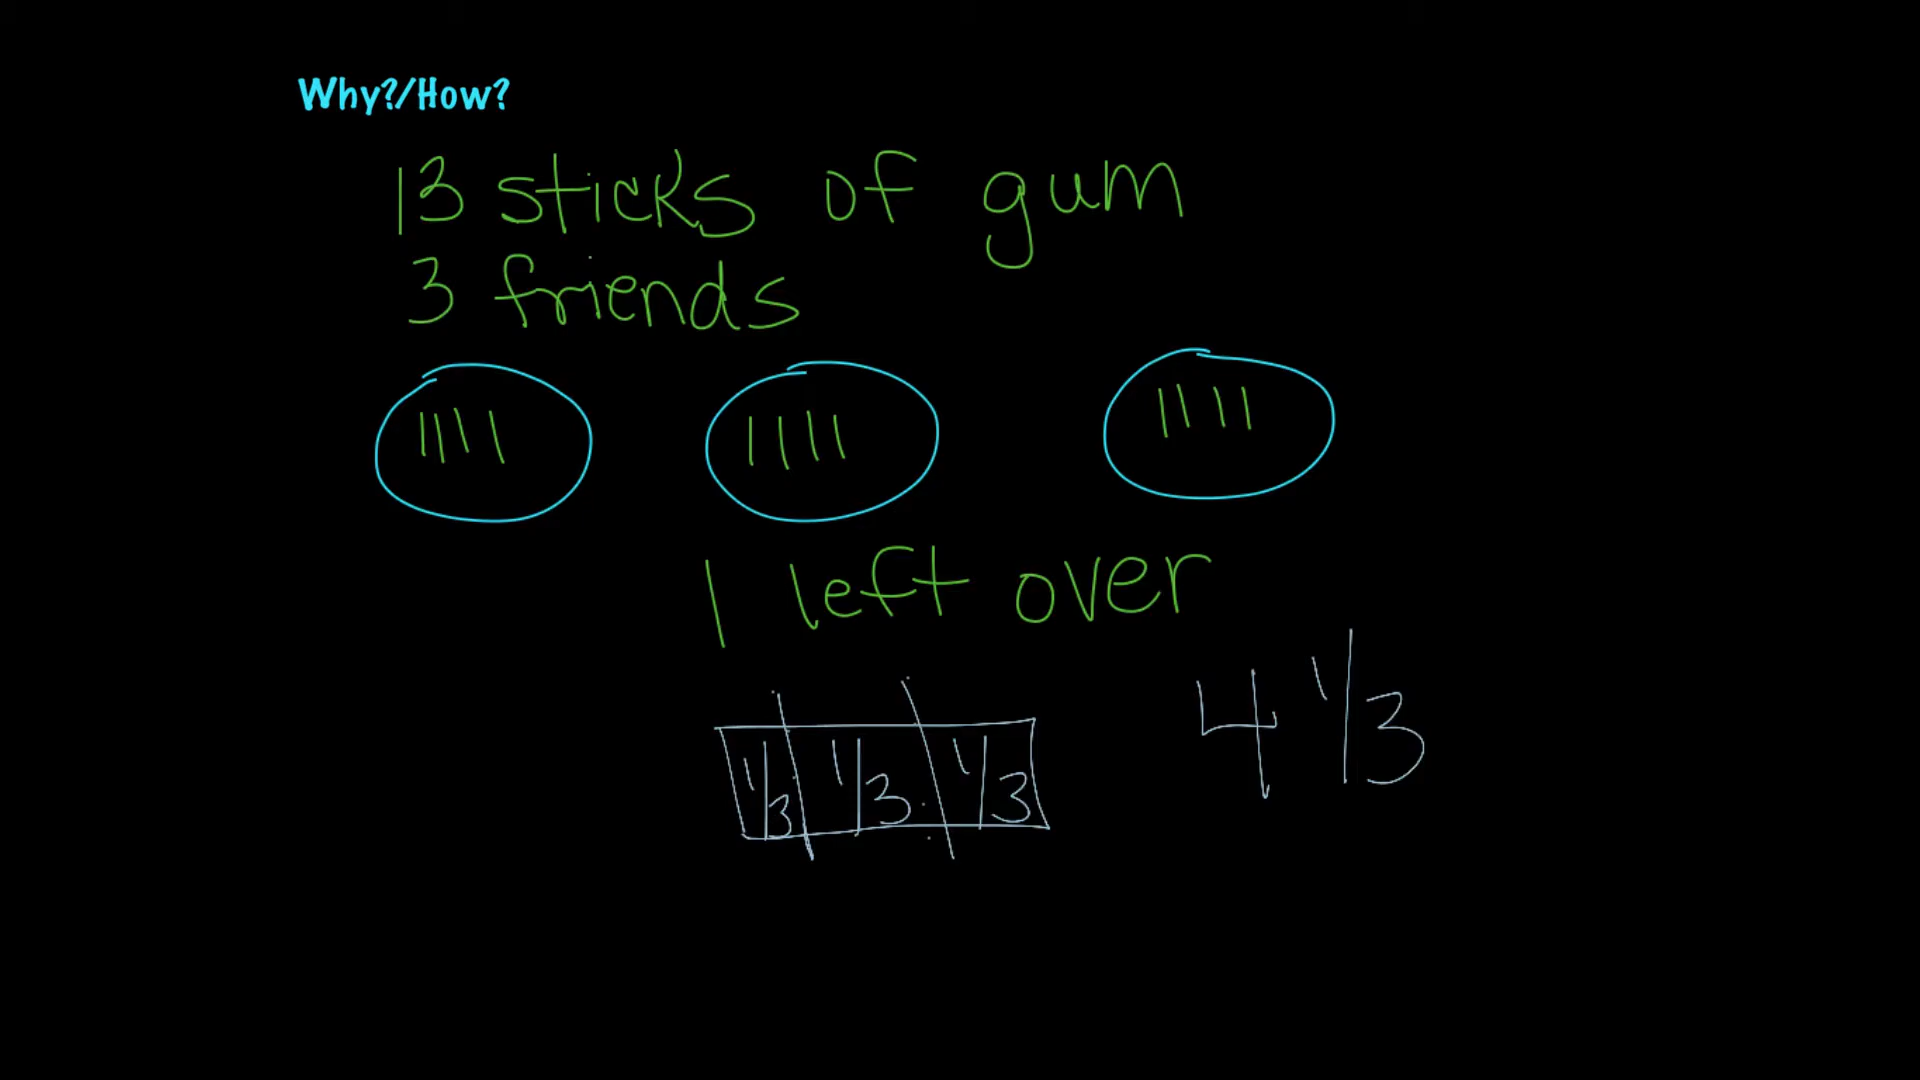 Why?/How?
13 sticks of gum
3 friends
1 left over
1/3 1/3 1/3
4 1/3